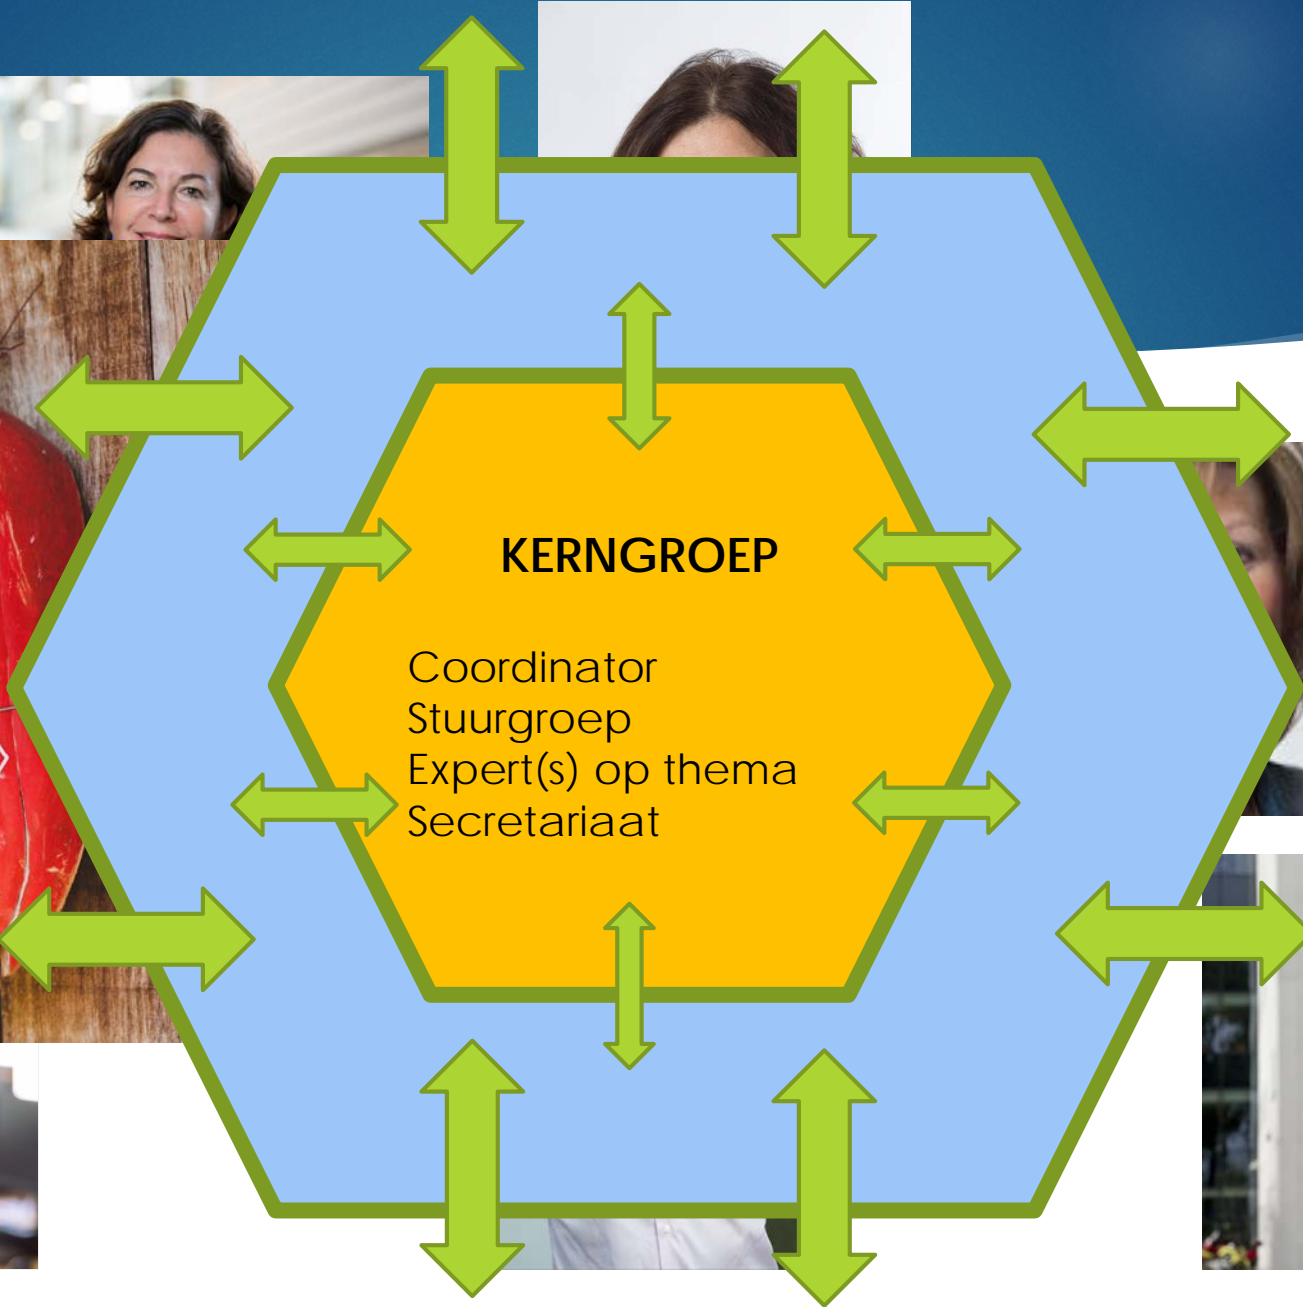 KERNGROEP
Coordinator
Stuurgroep
Expert(s) op thema
Secretariaat